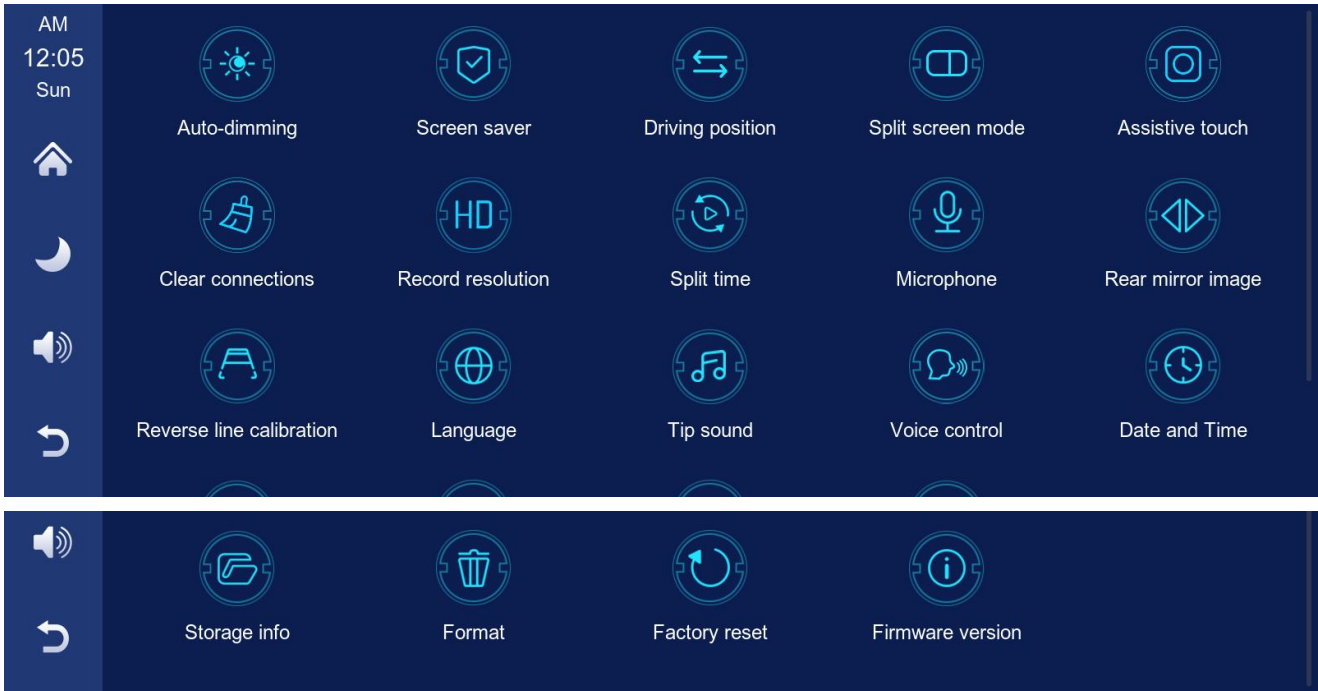 AM
12:05
Sun
Auto-dimming
Screen saver
Driving position
Split screen mode
Assistive touch
HD
Clear connections
Record resolution
Split time
Microphone
Rear mirror image
Reverse line calibration
Language
Tip sound
Voice control
Date and Time
Storage info
Format
Factory reset
Firmware version